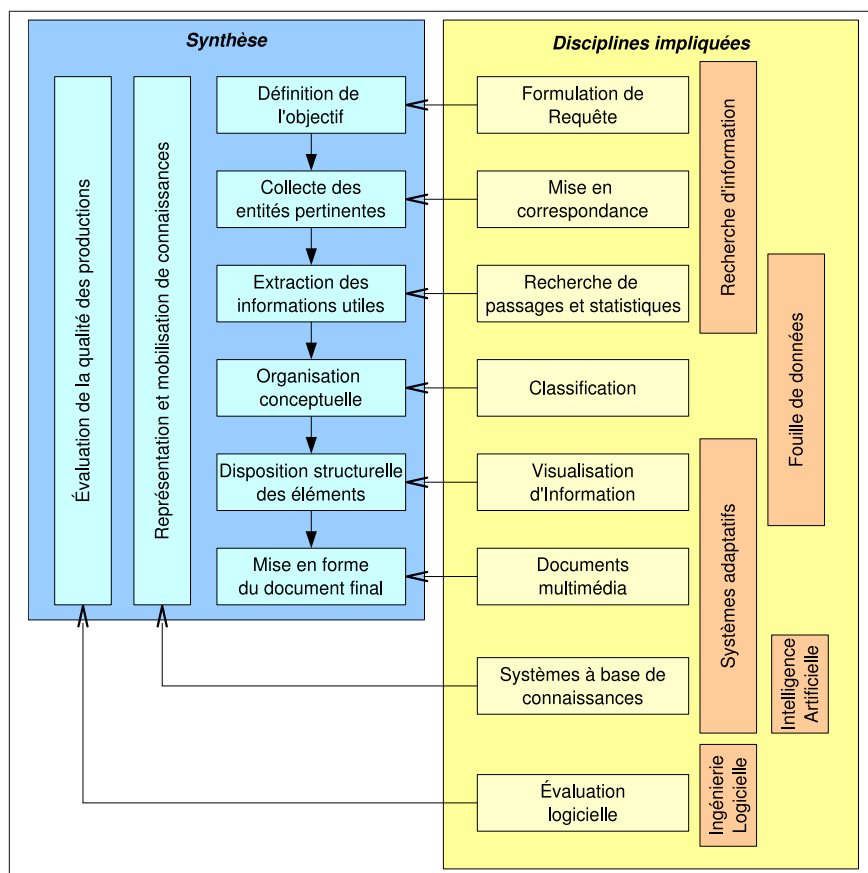 Synthèse
Évaluation de la qualité des productions
Représentation et mobilisation de connaissances
Définition de
l'objectif
Collecte des
entités pertinentes
Extraction des
informations utiles
Organisation
conceptuelle
Disposition structurelle
des éléments
Mise en forme
du document final
Disciplines impliquées
Formulation de
Requête
Mise en
correspondance
Recherche de
passages et statistiques
Classification
Visualisation
d'Information
Documents
multimédia
Systèmes à base de
connaissances
Évaluation
logicielle
Recherche d'information
Fouille de données
Systèmes adaptatifs
Intelligence
Artificielle
Ingénierie
Logicielle